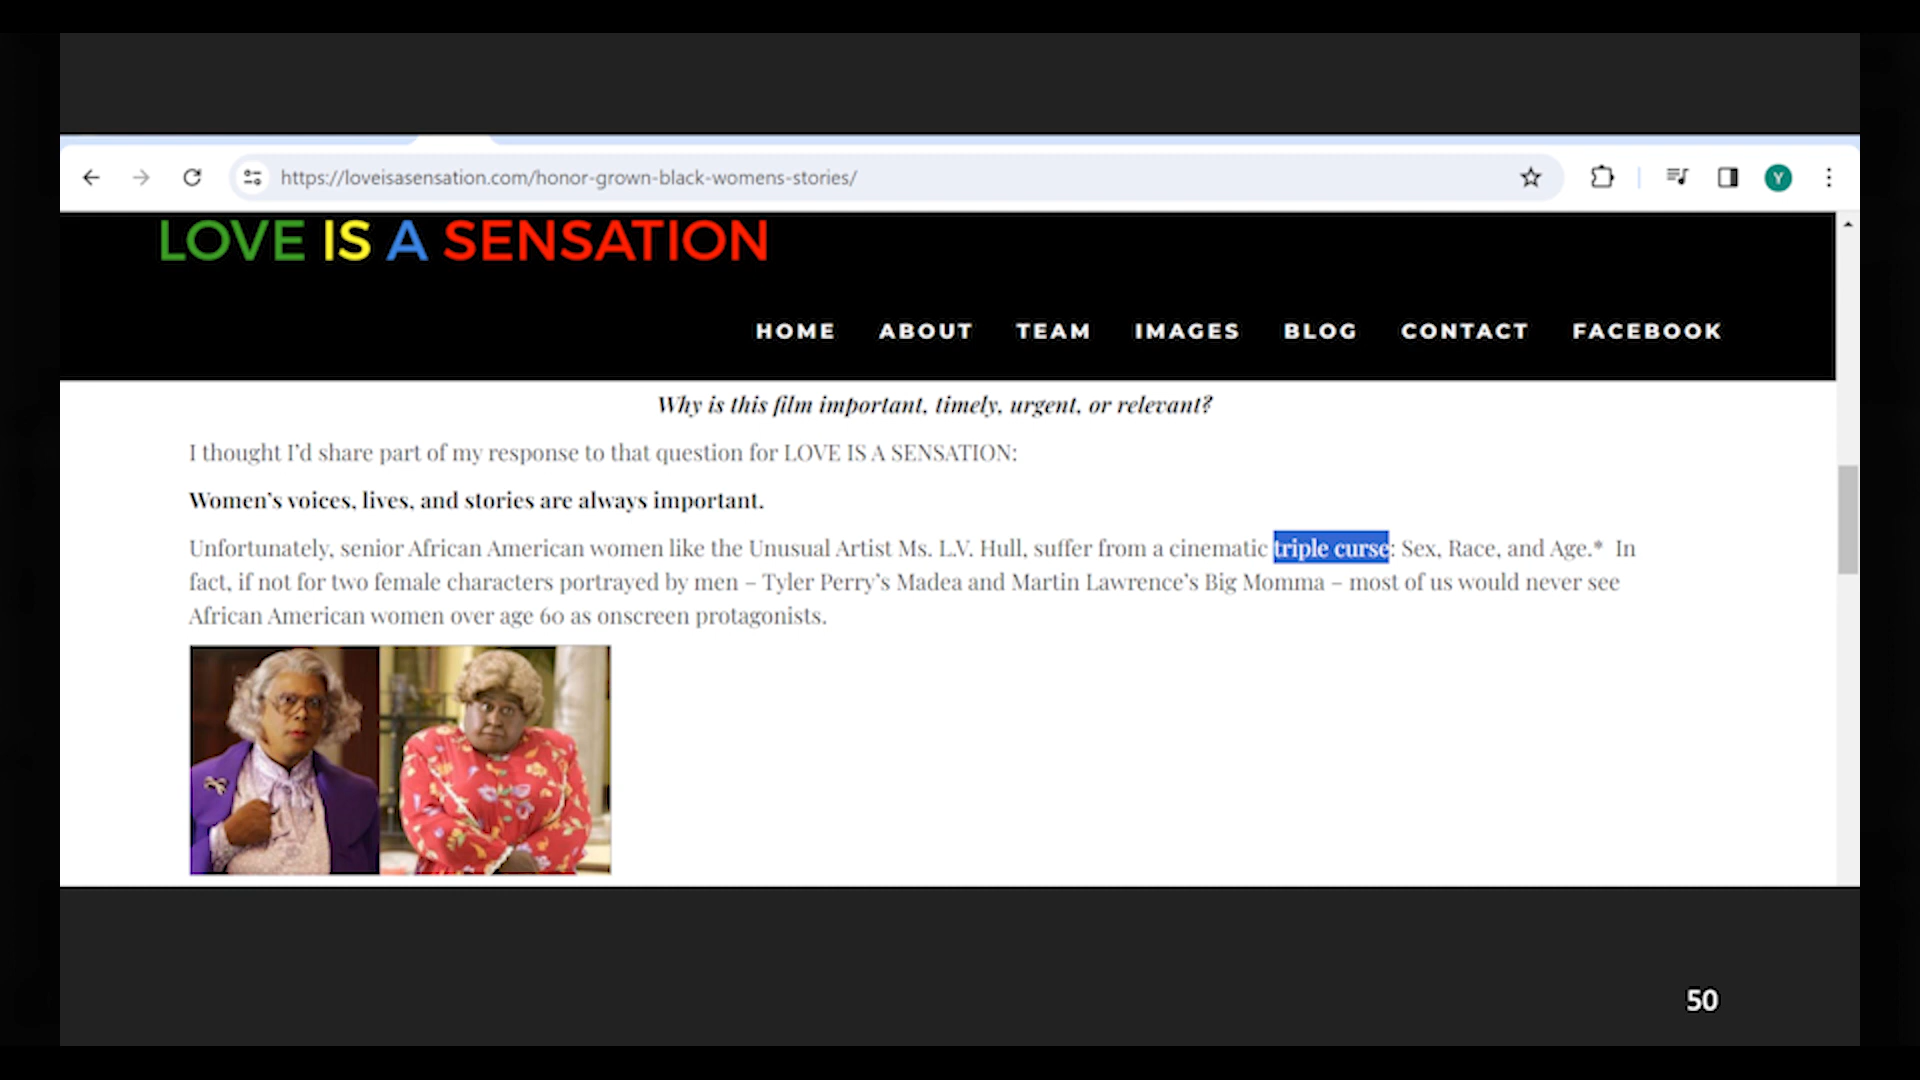 https://loveisasensation.com/honor-grown-black-womens-stories/
Y
LOVE IS A SENSATION
HOME ABOUT TEAM IMAGES BLOG CONTACT FACEBOOK
Why is this film important, timely, urgent, or relevant?
I thought I’d share part of my response to that question for LOVE IS A SENSATION:
Women’s voices, lives, and stories are always important.
Unfortunately, senior African American women like the Unusual Artist Ms. L.V. Hull, suffer from a cinematic triple curse: Sex, Race, and Age.* In
fact, if not for two female characters portrayed by men – Tyler Perry’s Madea and Martin Lawrence’s Big Momma – most of us would never see
African American women over age 60 as onscreen protagonists.
50